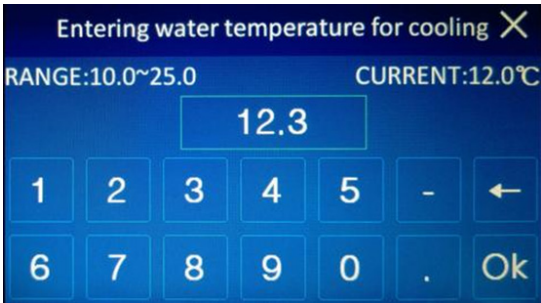 Entering water temperature for cooling ×
RANGE:10.0~25.0 CURRENT:12.0℃
12.3
1 2 3 4 5 - ←
6 7 8 9 0 . Ok